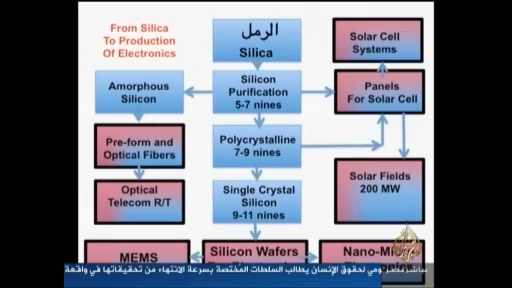 From Silica
To Production
Of Electronics
الرمل
Silica
Solar Cell
Systems
Amorphous
Silicon
Silicon
Purification
5-7 nines
Panels
For Solar Cell
Pre-form and
Optical Fibers
Polycrystalline
7-9 nines
Optical
Telecom R/T
Single Crystal
Silicon
9-11 nines
Solar Fields
200 MW
MEMS
Silicon Wafers
مباشر مصر
ومي لحقوق الإنسان يطالب السلطات المختصة بسرعة الانتهاء من تحقيقاتها في واقعة